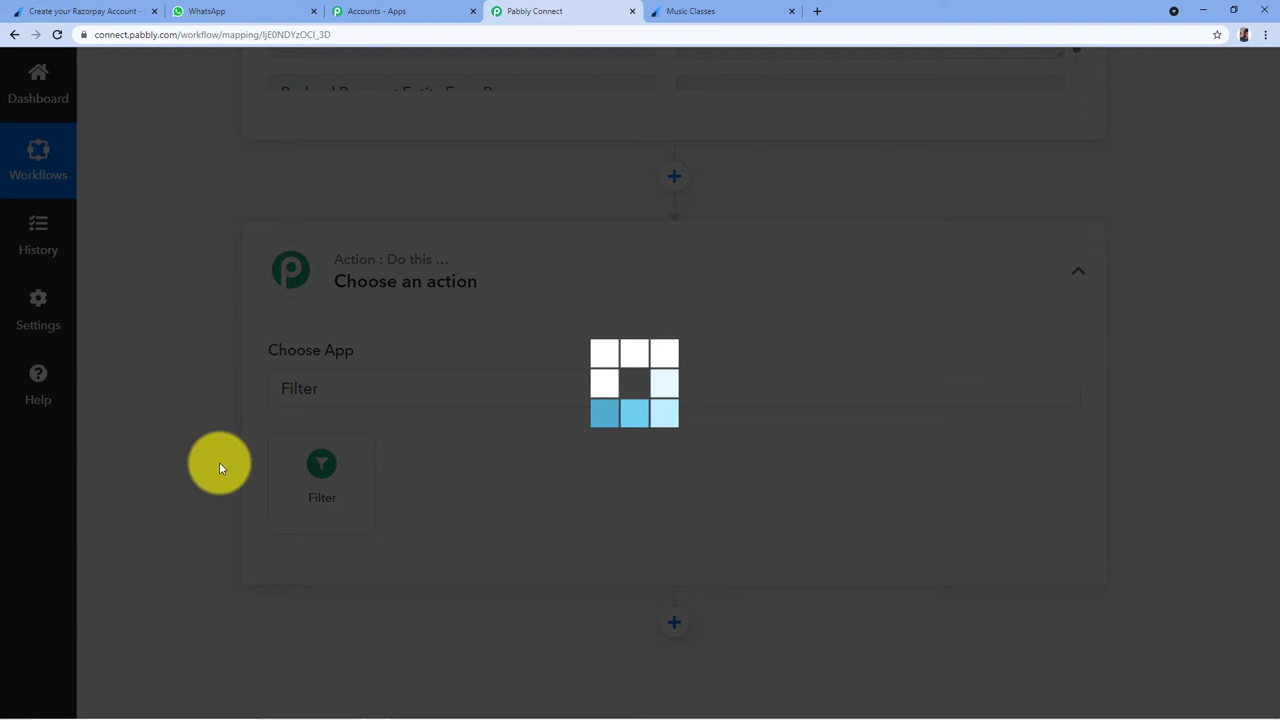 Create your Razorpay Account -
WhatsApp
Accounts - Apps
Pabbly Connect
Music Classes
connect.pabbly.com/workflow/mapping/
Dashboard
Workflows
History
Settings
Help
Action : Do this ...
Choose an action
Choose App
Filter
Filter